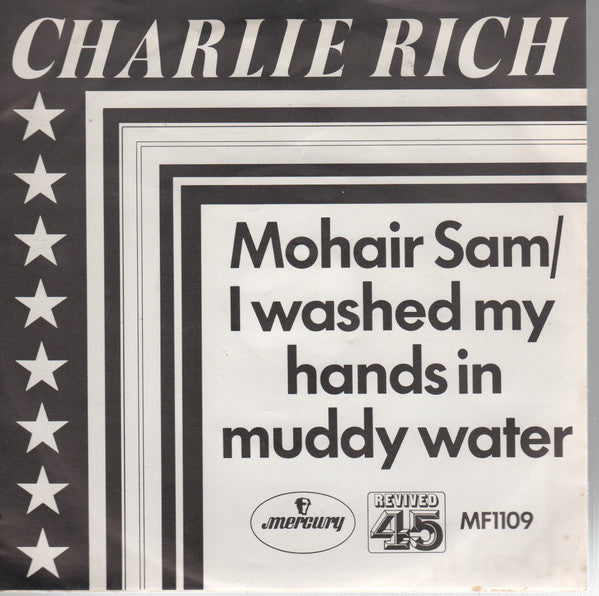 CHARLIE RICH
Mohair Sam/
I washed my
hands in
muddy water
mercury
REVIVED
45
MF1109